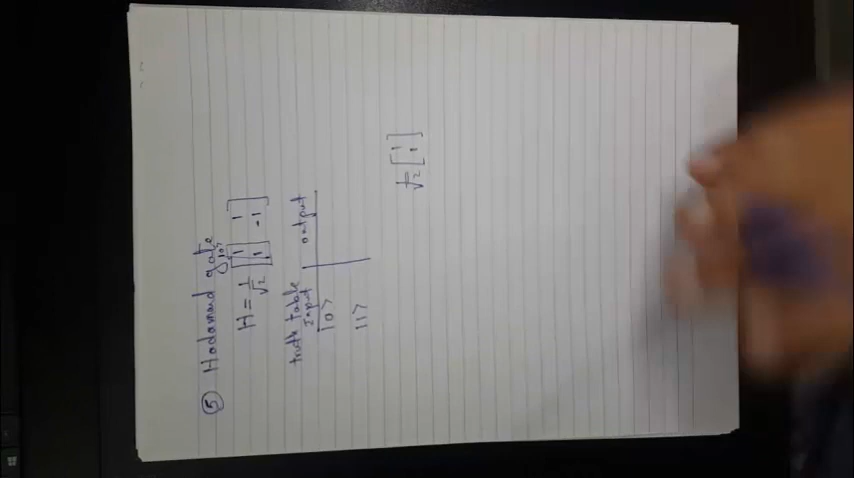 ⑤ Hadamard gate
|0>
H = 1/√2 [1 1
1 -1]
truth table
Input output
|0>
|1>
1/√2 [1
1]